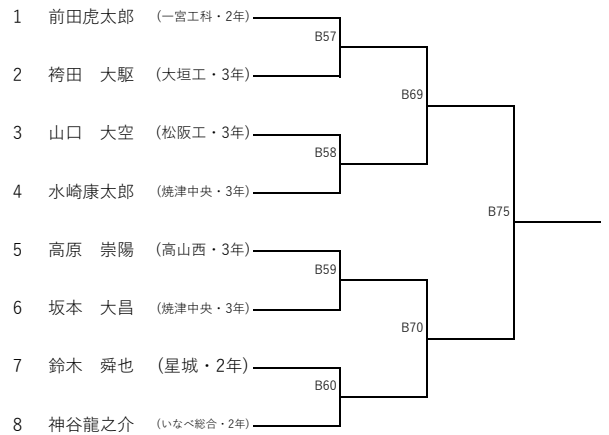 1 前田虎太郎 (一宮工科・2年)
B57
2 袴田 大駆 (大垣工・3年)
B69
3 山口 大空 (松阪工・3年)
B58
4 水崎康太郎 (焼津中央・3年)
B75
5 高原 崇陽 (高山西・3年)
B59
6 坂本 大昌 (焼津中央・3年)
B70
7 鈴木 舜也 (星城・2年)
B60
8 神谷龍之介 (いなべ総合・2年)